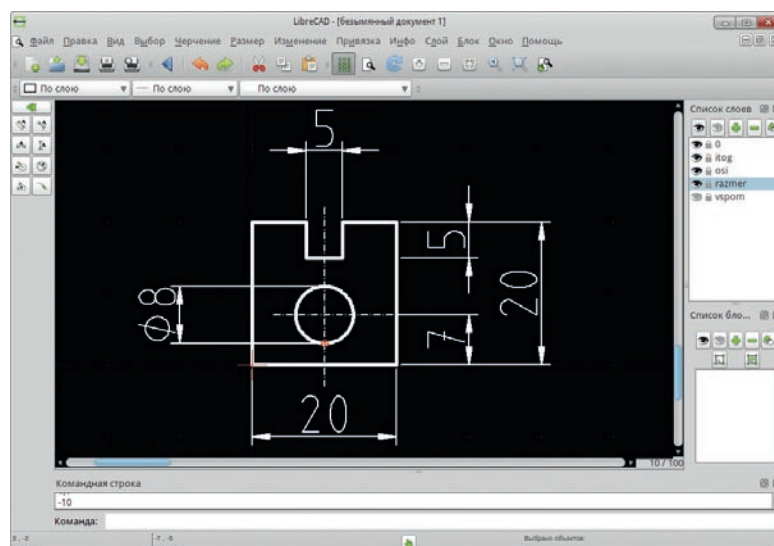 LibreCAD - [безымянный документ 1]
Файл Правка Вид Выбор Черчение Размер Изменение Привязка Инфо Слой Блок Окно Помощь
По слою По слою По слою
Список слоев
0
itog
osi
razmer
vspom
5
5
20
ϕ8
7
20
Список бло...
10 / 100
Командная строка
-10
Команда:
Выбрано объектов: